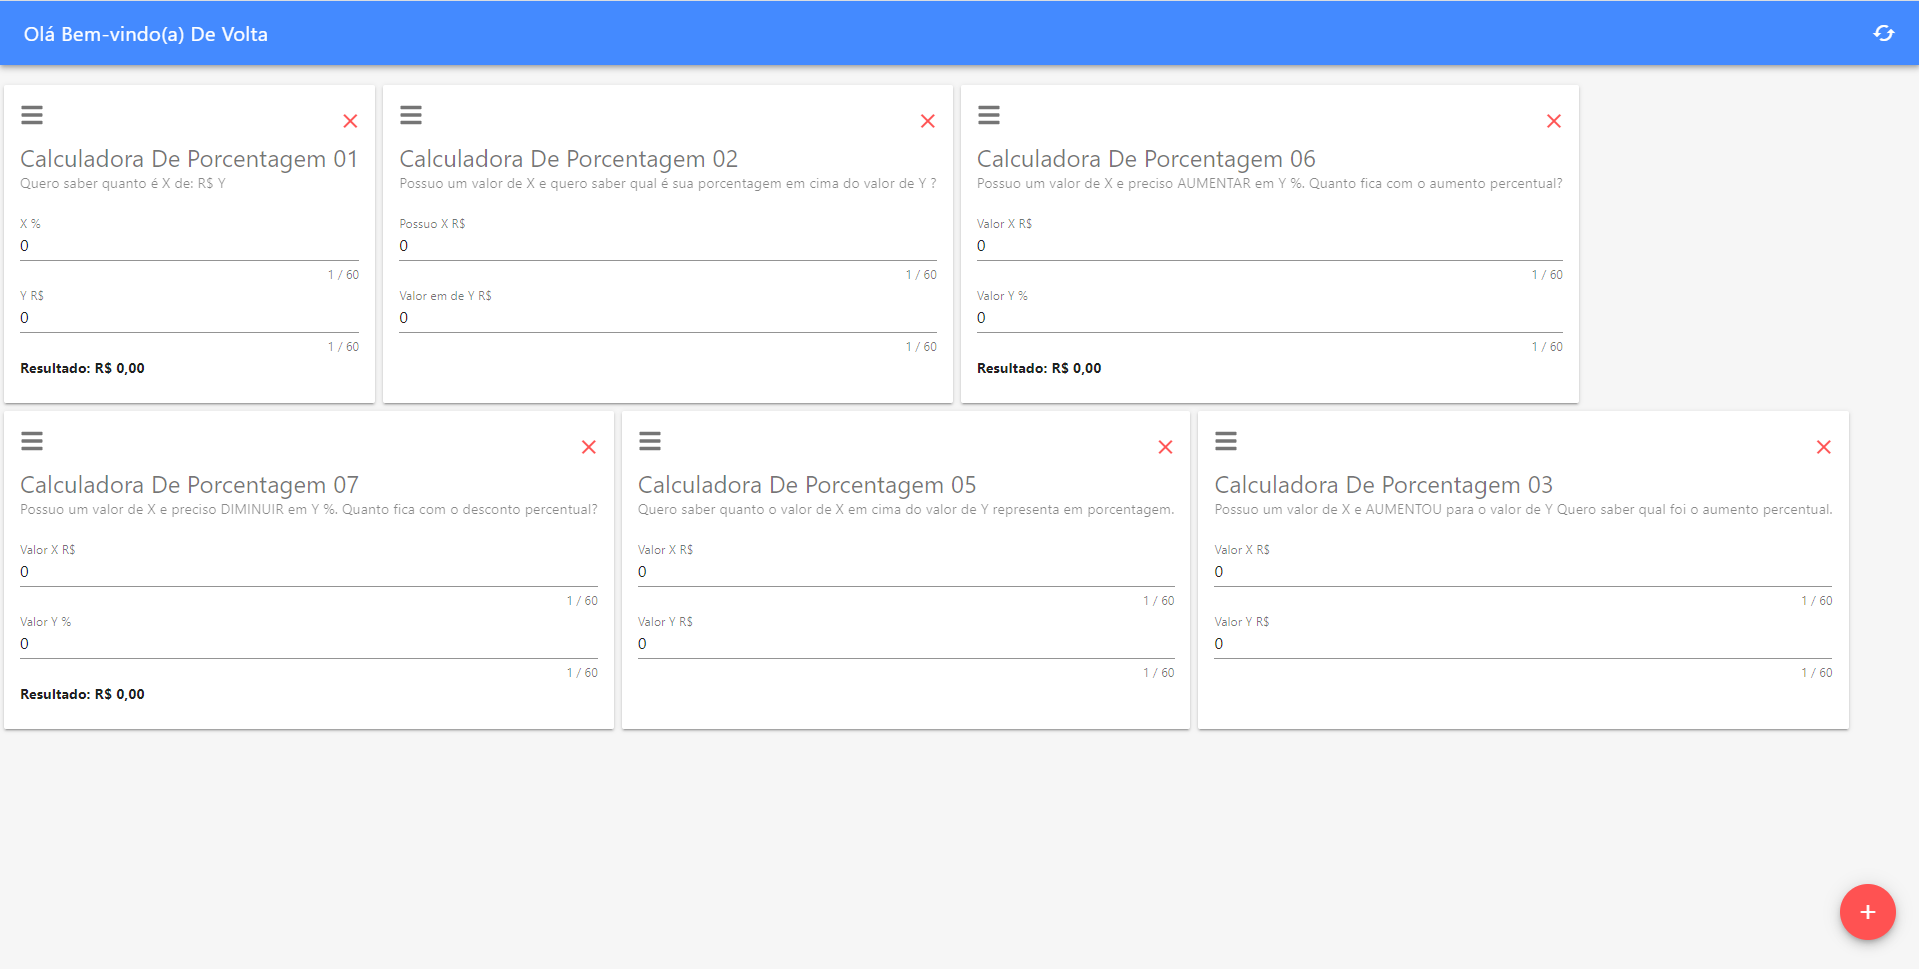 Olá Bem-vindo(a) De Volta
Calculadora De Porcentagem 01
Quero saber quanto é X de: R$ Y
X %
0
1 / 60
Y R$
0
1 / 60
Resultado: R$ 0,00
Calculadora De Porcentagem 02
Possuo um valor de X e quero saber qual é sua porcentagem em cima do valor de Y ?
Possuo X R$
0
1 / 60
Valor em de Y R$
0
1 / 60
Calculadora De Porcentagem 06
Possuo um valor de X e preciso AUMENTAR em Y %. Quanto fica com o aumento percentual?
Valor X R$
0
1 / 60
Valor Y %
0
1 / 60
Resultado: R$ 0,00
Calculadora De Porcentagem 07
Possuo um valor de X e preciso DIMINUIR em Y %. Quanto fica com o desconto percentual?
Valor X R$
0
1 / 60
Valor Y %
0
1 / 60
Resultado: R$ 0,00
Calculadora De Porcentagem 05
Quero saber quanto o valor de X em cima do valor de Y representa em porcentagem.
Valor X R$
0
1 / 60
Valor Y R$
0
1 / 60
Calculadora De Porcentagem 03
Possuo um valor de X e AUMENTOU para o valor de Y Quero saber qual foi o aumento percentual.
Valor X R$
0
1 / 60
Valor Y R$
0
1 / 60